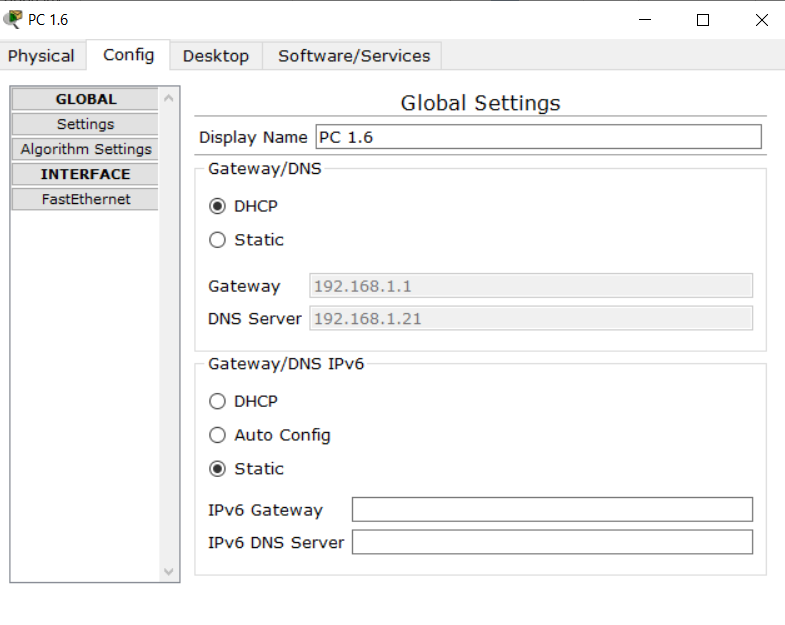 PC 1.6
Physical Config Desktop Software/Services
GLOBAL
Settings
Algorithm Settings
INTERFACE
FastEthernet
Global Settings
Display Name PC 1.6
Gateway/DNS
DHCP
Static
Gateway 192.168.1.1
DNS Server 192.168.1.21
Gateway/DNS IPv6
DHCP
Auto Config
Static
IPv6 Gateway
IPv6 DNS Server